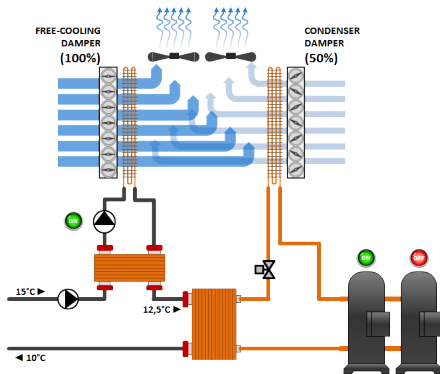 FREE-COOLING
DAMPER
(100%)
CONDENSER
DAMPER
(50%)
ON
ON
OFF
15°C ►
12,5°C ►
◄ 10°C